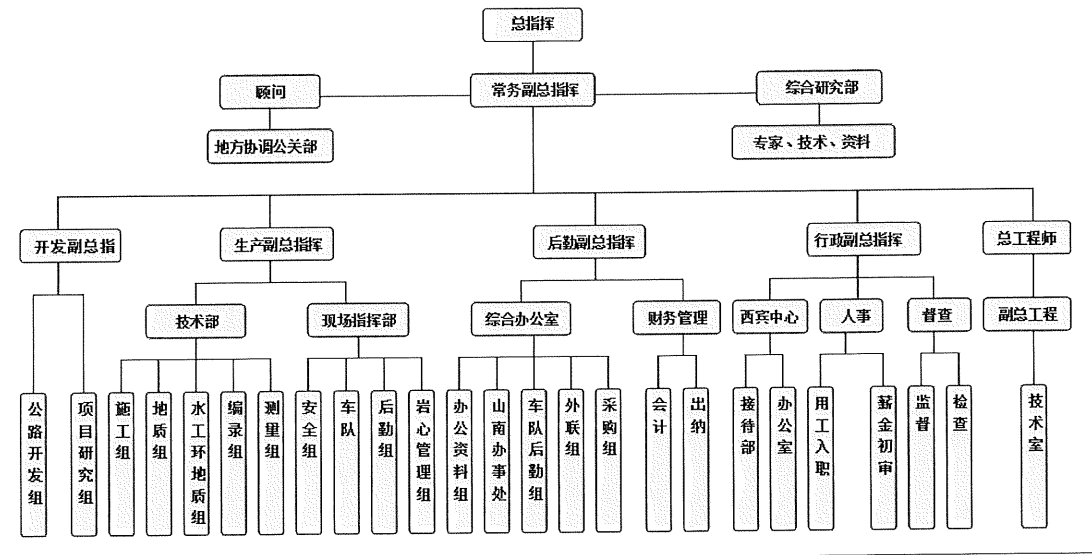 总指挥
顾问
常务副总指挥
综合研究部
地方协调公关部
专家、技术、资料
开发副总指
生产副总指挥
后勤副总指挥
行政副总指挥
总工程师
技术部
现场指挥部
综合办公室
财务管理
西宾中心
人事
督查
副总工程
公路开发组
项目研究组
施工组
地质组
水工环地质组
编录组
测里组
安全组
车队
后勤组
岩心管理组
办公资料组
山南办事处
车队后勤组
外联组
采购组
会计
出纳
接待部
办公室
用工入职
薪金初审
监督
检查
技术室